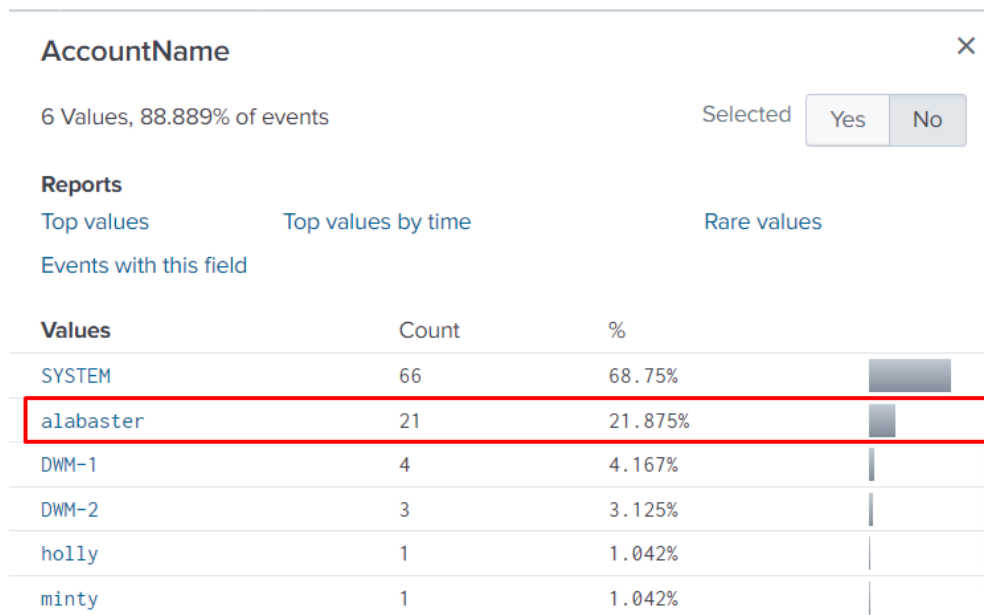 AccountName ×
6 Values, 88.889% of events Selected Yes No
Reports
Top values Top values by time Rare values
Events with this field
Values Count %
SYSTEM 66 68.75%
alabaster 21 21.875%
DWM-1 4 4.167%
DWM-2 3 3.125%
holly 1 1.042%
minty 1 1.042%